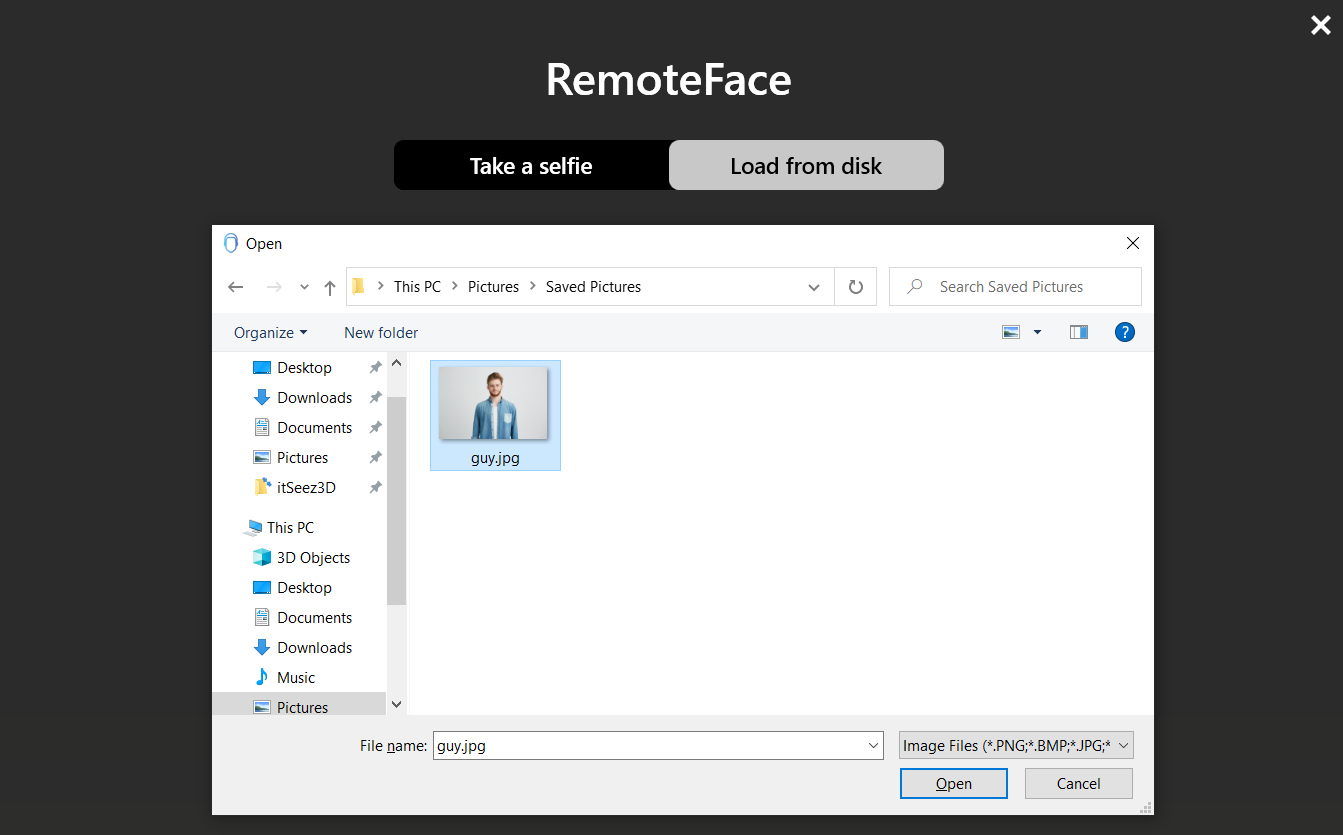 RemoteFace
Take a selfie
Load from disk
Open
This PC
Pictures
Saved Pictures
Search Saved Pictures
Organize
New folder
?
Desktop
Downloads
Documents
Pictures
itSeez3D
This PC
3D Objects
Desktop
Documents
Downloads
Music
Pictures
guy.jpg
File name:
guy.jpg
Image Files (*.PNG;*.BMP;*.JPG;*
Open
Cancel